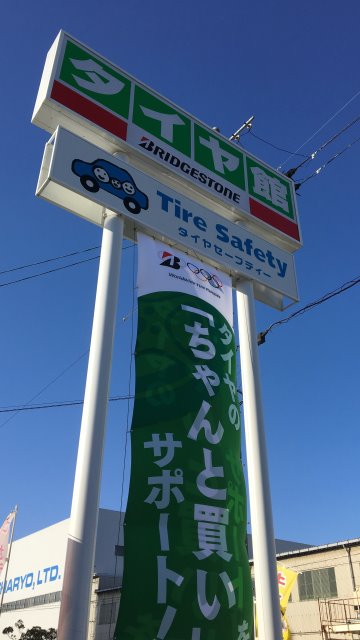 タイヤ館
BRIDGESTONE
Tire Safety
タイヤセーフティー
タイヤの
「ちゃんと買い」
サポート!
ARYO, LTD.